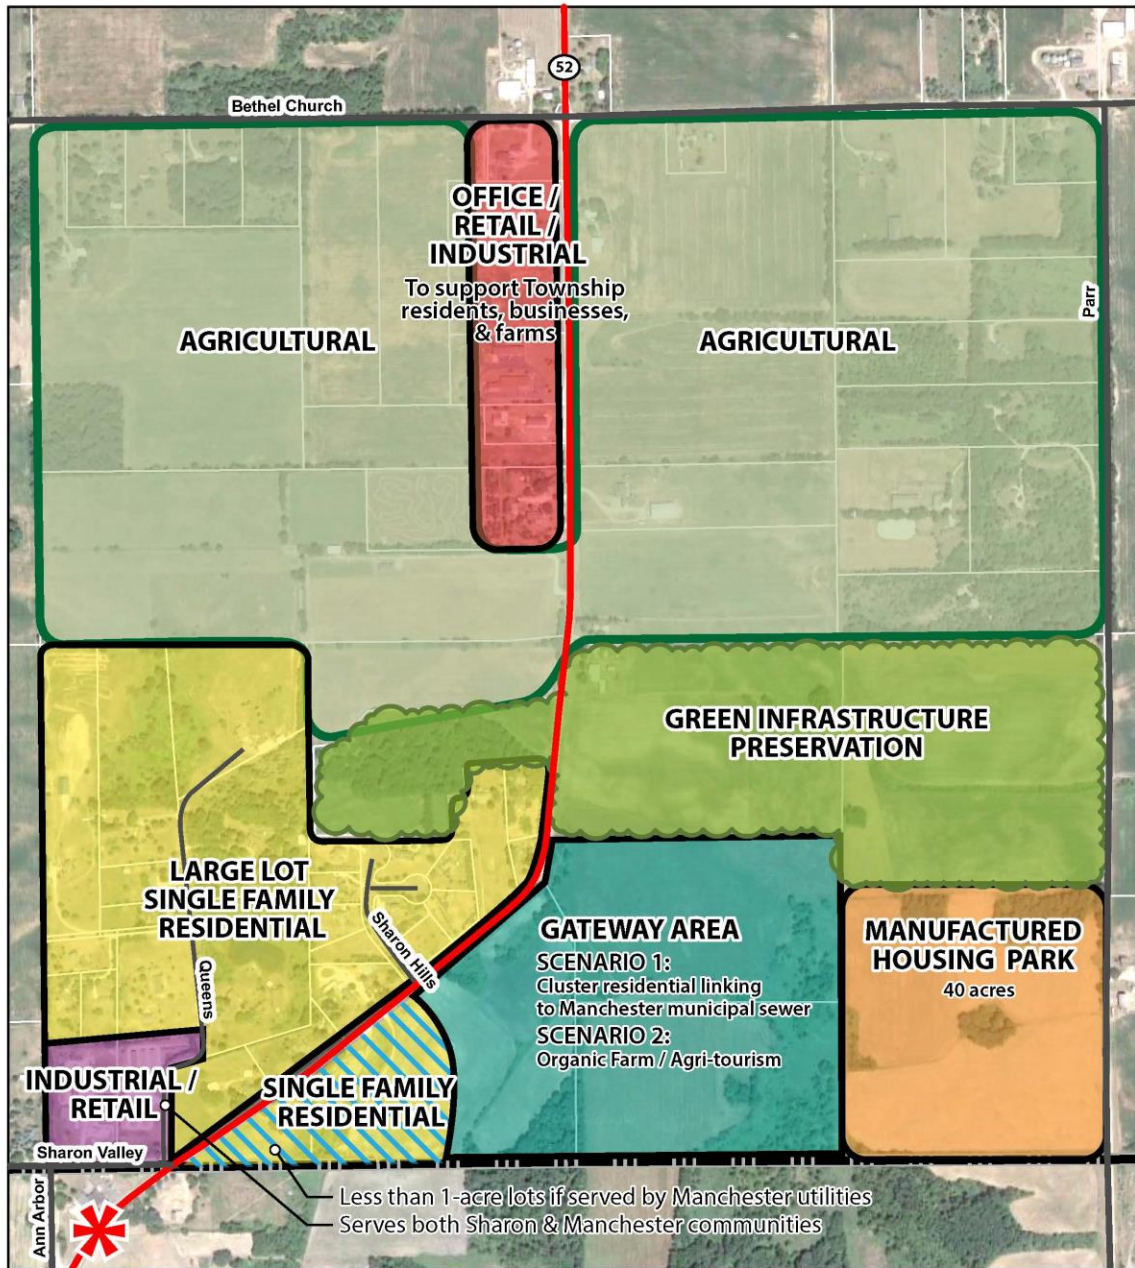 52
Bethel Church
OFFICE /
RETAIL /
INDUSTRIAL
To support Township
residents, businesses,
& farms
AGRICULTURAL
AGRICULTURAL
Parr
GREEN INFRASTRUCTURE
PRESERVATION
LARGE LOT
SINGLE FAMILY
RESIDENTIAL
Queens
Sharon Hills
GATEWAY AREA
SCENARIO 1:
Cluster residential linking
to Manchester municipal sewer
SCENARIO 2:
Organic Farm / Agri-tourism
MANUFACTURED
HOUSING PARK
40 acres
INDUSTRIAL /
RETAIL
SINGLE FAMILY
RESIDENTIAL
Sharon Valley
Ann Arbor
Less than 1-acre lots if served by Manchester utilities
Serves both Sharon & Manchester communities